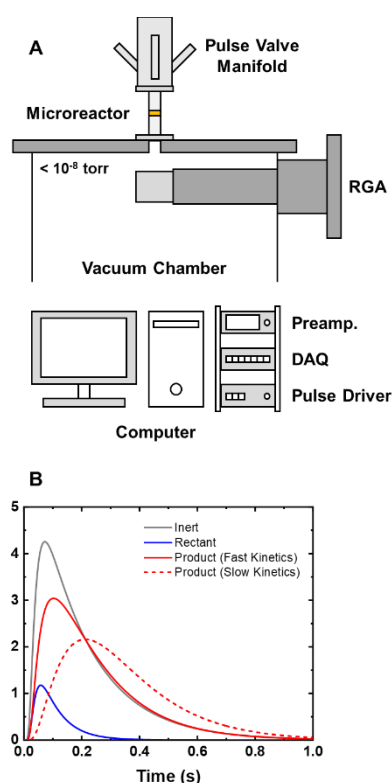 A
Pulse Valve
Manifold
Microreactor
< 10⁻⁸ torr
RGA
Vacuum Chamber
Preamp.
DAQ
Pulse Driver
Computer
B
Inert
Rectant
Product (Fast Kinetics)
Product (Slow Kinetics)
5
4
3
2
1
0
0.0 0.2 0.4 0.6 0.8 1.0
Time (s)